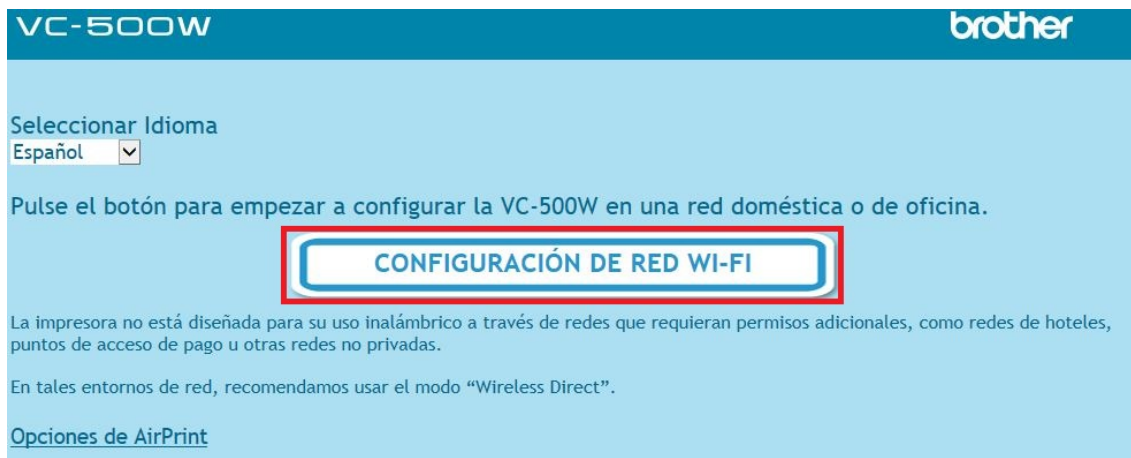 VC-500W
brother
Seleccionar Idioma
Español
Pulse el botón para empezar a configurar la VC-500W en una red doméstica o de oficina.
CONFIGURACIÓN DE RED WI-FI
La impresora no está diseñada para su uso inalámbrico a través de redes que requieran permisos adicionales, como redes de hoteles,
puntos de acceso de pago u otras redes no privadas.
En tales entornos de red, recomendamos usar el modo “Wireless Direct”.
Opciones de AirPrint